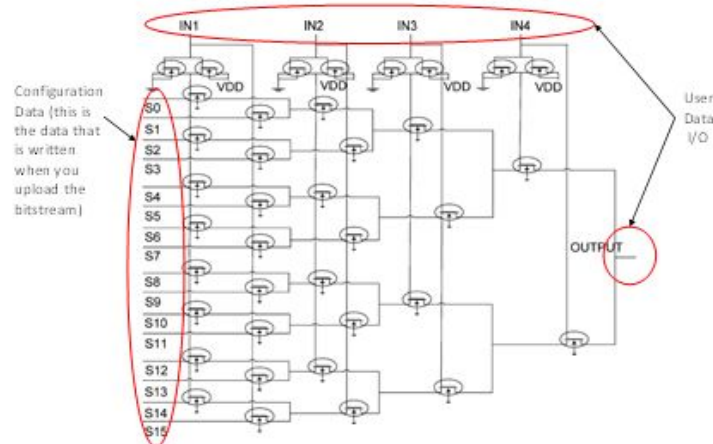 IN1 IN2 IN3 IN4
VDD VDD VDD VDD
Configuration
Data (this is
the data that
is written
when you
upload the
bitstream)
S0
S1
S2
S3
S4
S5
S6
S7
S8
S9
S10
S11
S12
S13
S14
S15
User
Data
I/O
OUTPUT